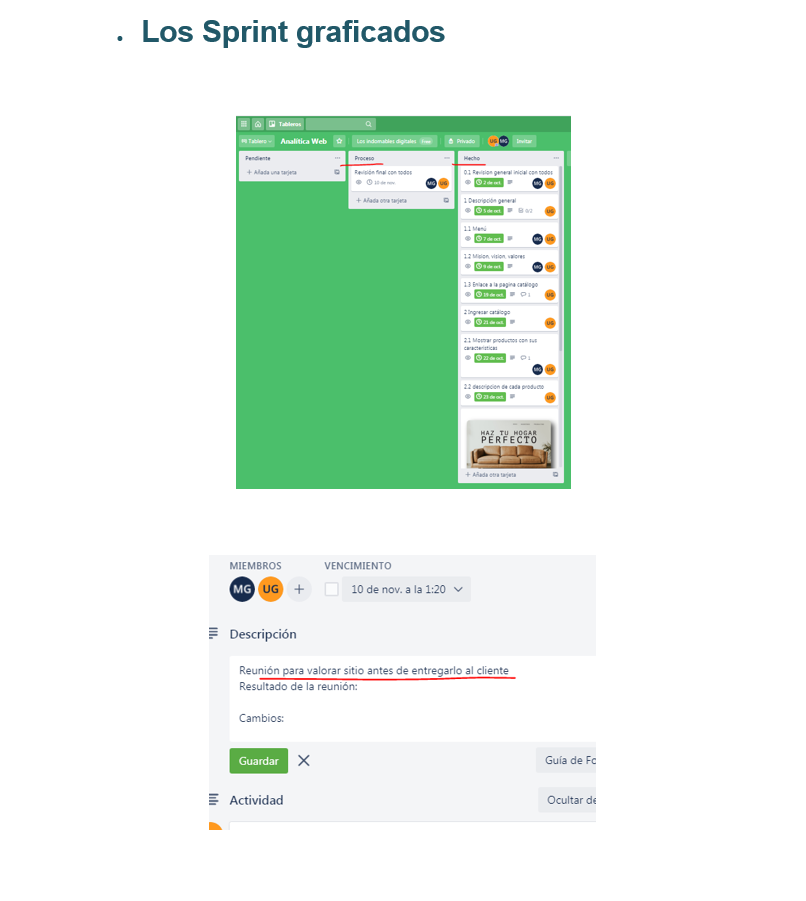 • Los Sprint graficados
Tableros
Tablero
Analítica Web
Los indomables digitales Free
Privado
UG MG
Invitar
Pendiente
+ Añada una tarjeta
Proceso
Revisión final con todos
10 de nov.
MG UG
+ Añada otra tarjeta
Hecho
0.1 Revision general inicial con todos
2 de oct.
MG UG
1 Descripción general
5 de oct. 0/2
UG
1.1 Menú
7 de oct.
MG UG
1.2 Mision, vision, valores
9 de oct.
MG UG
1.3 Enlace a la pagina catálogo
19 de oct. 1
UG
2.Ingresar catálogo
21 de oct.
UG
2.1 Mostrar productos con sus
características
22 de oct. 1
MG UG
2.2 descripcion de cada producto
23 de oct.
UG
HAZ TU HOGAR
PERFECTO
+ Añada otra tarjeta
MIEMBROS
VENCIMIENTO
MG UG +
10 de nov. a la 1:20
Descripción
Reunión para valorar sitio antes de entregarlo al cliente
Resultado de la reunión:
Cambios:
Guardar
Guía de Fo
Actividad
Ocultar de